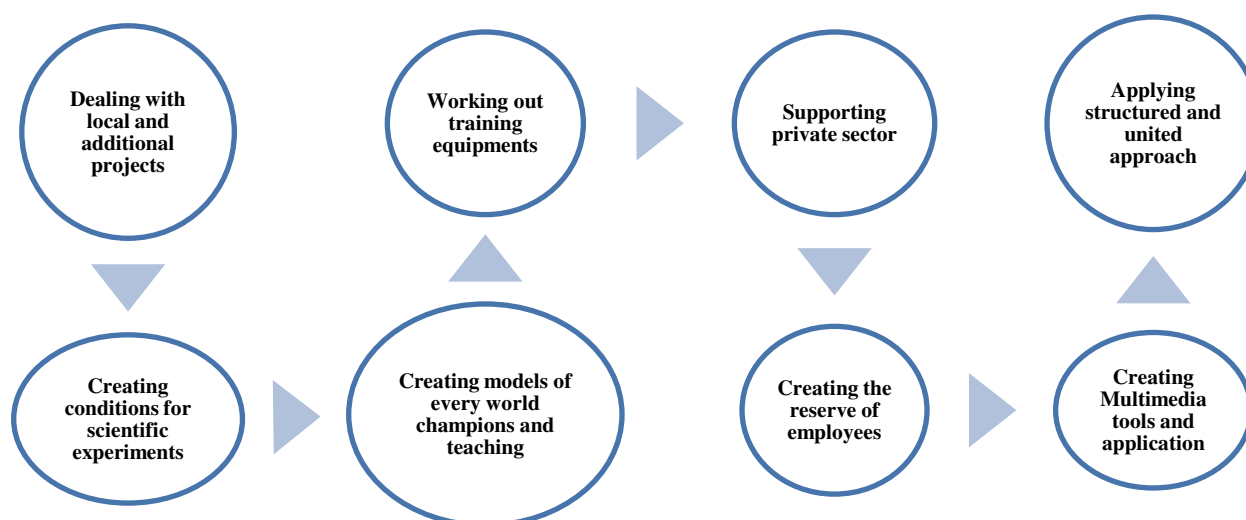 Dealing with
local and
additional
projects
Creating
conditions for
scientific
experiments
Creating models of
every world
champions and
teaching
Working out
training
equipments
Supporting
private sector
Creating the
reserve of
employees
Creating
Multimedia
tools and
application
Applying
structured and
united
approach